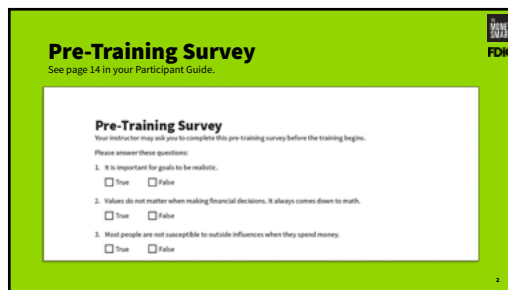 MONEY
SMART
FDIC
Pre-Training Survey
See page 14 in your Participant Guide.
Pre-Training Survey
Your instructor may ask you to complete this pre-training survey before the training begins.
Please answer these questions:
1. It is important for goals to be realistic.
True False
2. Values do not matter when making financial decisions. It always comes down to math.
True False
3. Most people are not susceptible to outside influences when they spend money.
True False
2